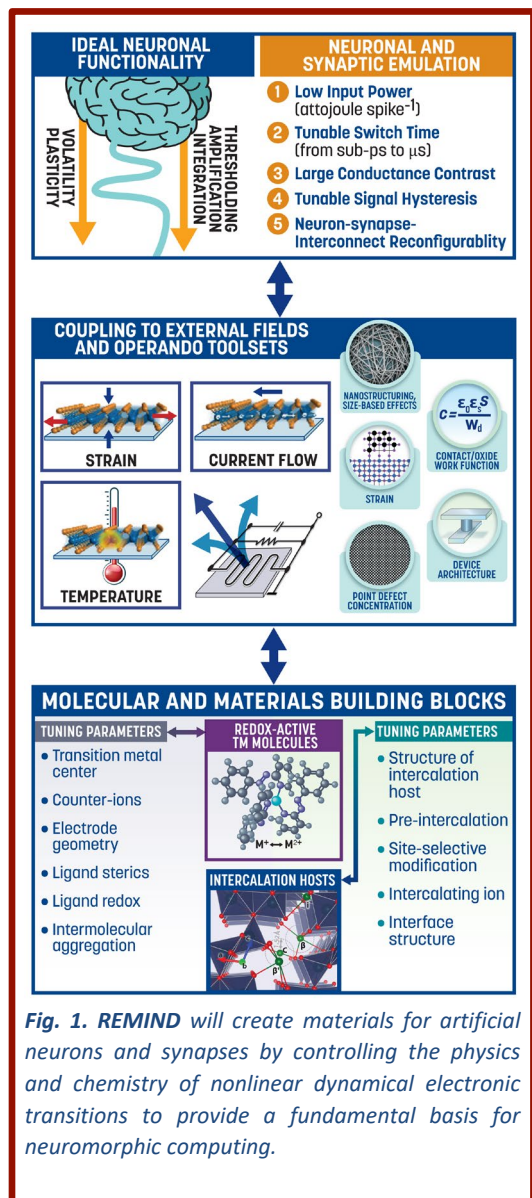 IDEAL NEURONAL
FUNCTIONALITY
VOLATILITY
PLASTICITY
THRESHOLDING
AMPLIFICATION
INTEGRATION
NEURONAL AND
SYNAPTIC EMULATION
1 Low Input Power
(attojoule spike-1)
2 Tunable Switch Time
(from sub-ps to μs)
3 Large Conductance Contrast
4 Tunable Signal Hysteresis
5 Neuron-synapse-
Interconnect Reconfigurablity
COUPLING TO EXTERNAL FIELDS
AND OPERANDO TOOLSETS
STRAIN
CURRENT FLOW
TEMPERATURE
NANOSTRUCTURING,
SIZE-BASED EFFECTS
STRAIN
POINT DEFECT
CONCENTRATION
C = ε0εsS
Wd
CONTACT/OXIDE
WORK FUNCTION
DEVICE
ARCHITECTURE
MOLECULAR AND MATERIALS BUILDING BLOCKS
TUNING PARAMETERS
• Transition metal
center
• Counter-ions
• Electrode
geometry
• Ligand sterics
• Ligand redox
• Intermolecular
aggregation
REDOX-ACTIVE
TM MOLECULES
M+ ↔ M2+
INTERCALATION HOSTS
β
c
b
β'
TUNING PARAMETERS
• Structure of
intercalation
host
• Pre-intercalation
• Site-selective
modification
• Intercalating ion
• Interface
structure
Fig. 1. REMIND will create materials for artificial
neurons and synapses by controlling the physics
and chemistry of nonlinear dynamical electronic
transitions to provide a fundamental basis for
neuromorphic computing.